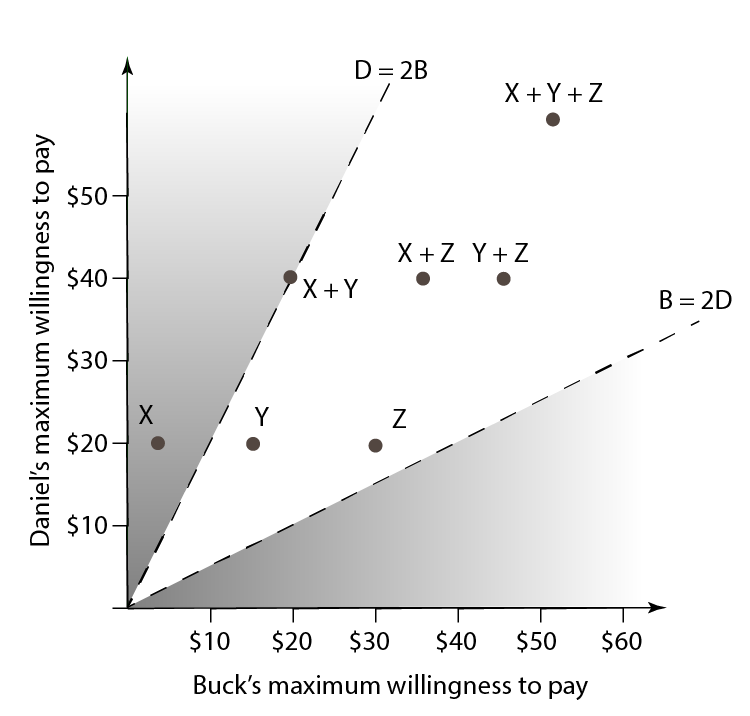 D = 2B
X + Y + Z
$50
X + Z
Y + Z
$40
X + Y
B = 2D
$30
X
Y
Z
$20
$10
Daniel's maximum willingness to pay
$10
$20
$30
$40
$50
$60
Buck's maximum willingness to pay